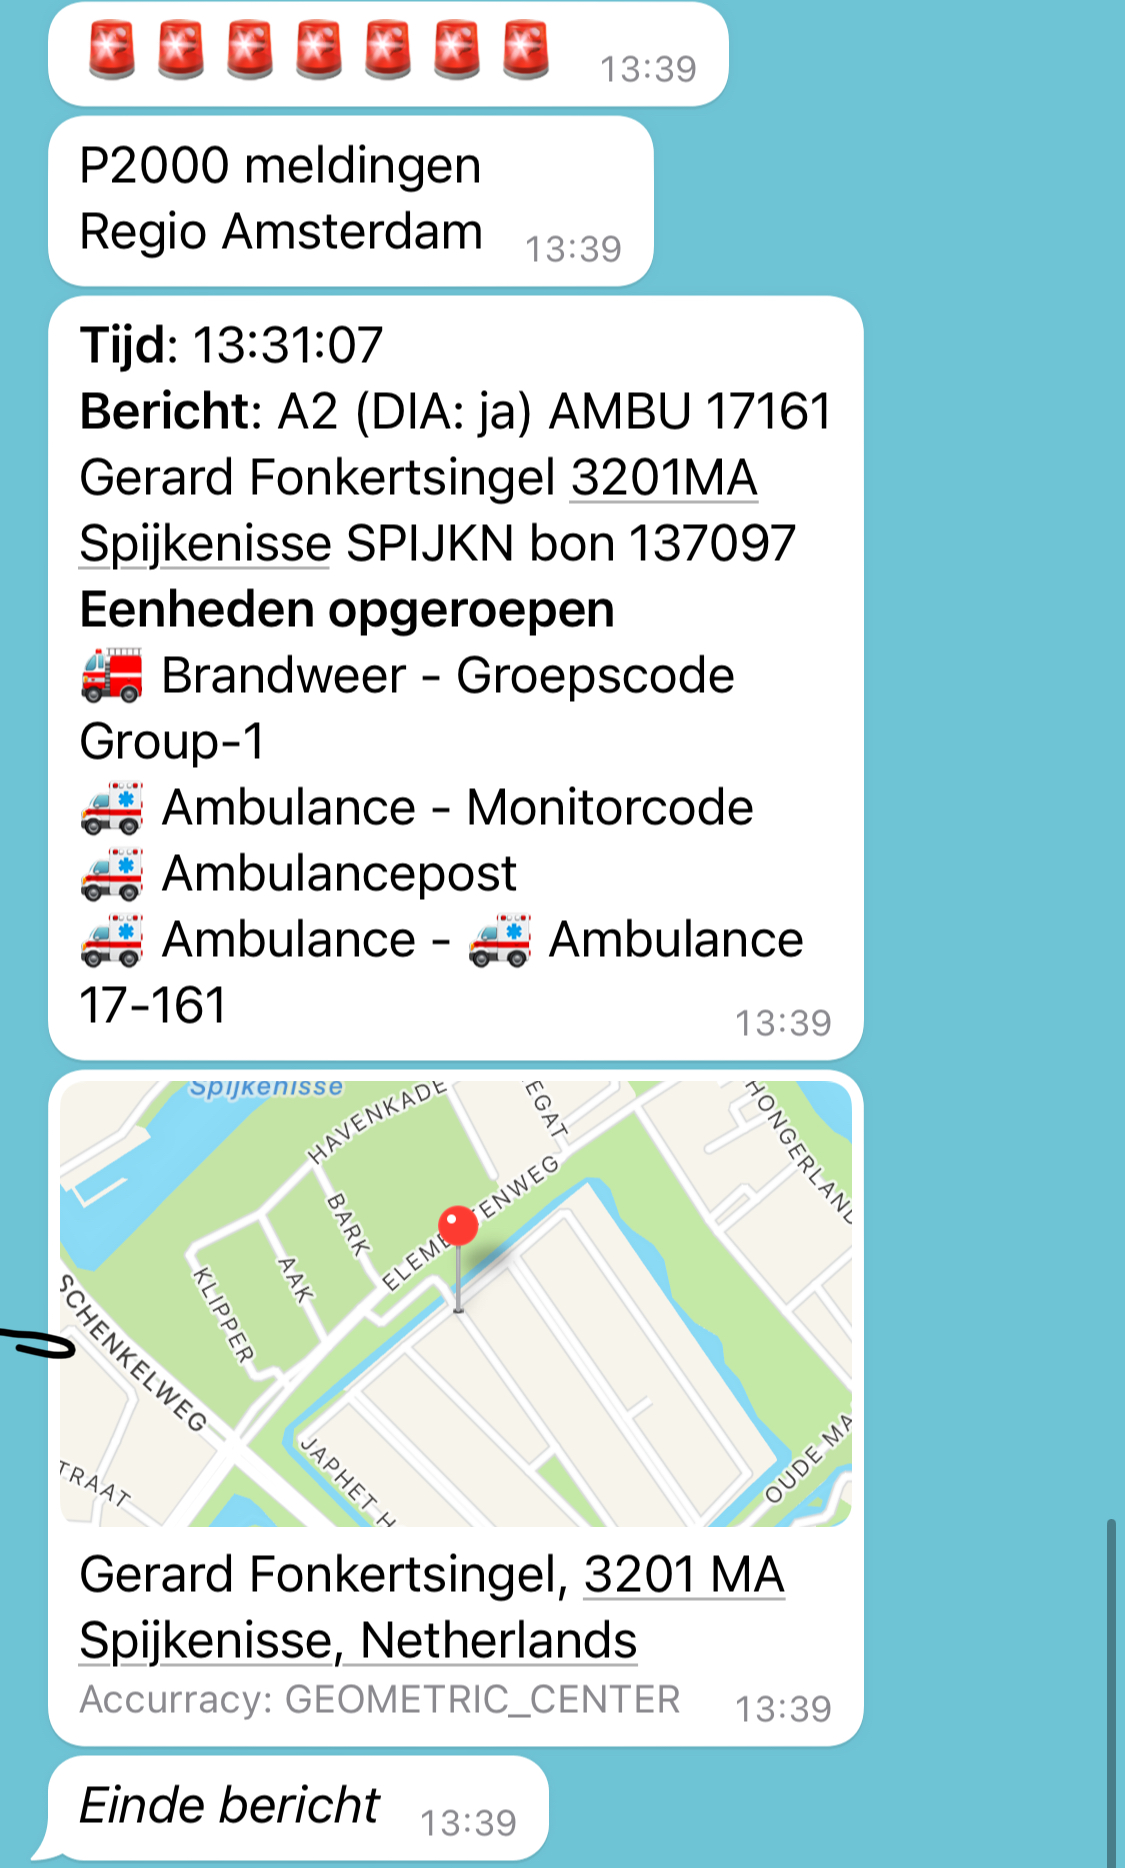 🚨 🚨 🚨 🚨 🚨 🚨 🚨 13:39
P2000 meldingen
Regio Amsterdam 13:39
Tijd: 13:31:07
Bericht: A2 (DIA: ja) AMBU 17161
Gerard Fonkertsingel 3201MA
Spijkenisse SPIJKN bon 137097
Eenheden opgeroepen
🚒 Brandweer - Groepscode
Group-1
🚑 Ambulance - Monitorcode
🚑 Ambulancepost
🚑 Ambulance - 🚑 Ambulance
17-161 13:39
Spijkenisse
HAVENKADE
EGAT
HONGERLAND
BARK
ELEME
ENWEG
AAK
KLIPPER
SCHENKELWEG
TRAAT
JAPHET H
OUDE MA
Gerard Fonkertsingel, 3201 MA
Spijkenisse, Netherlands
Accurracy: GEOMETRIC_CENTER 13:39
Einde bericht 13:39